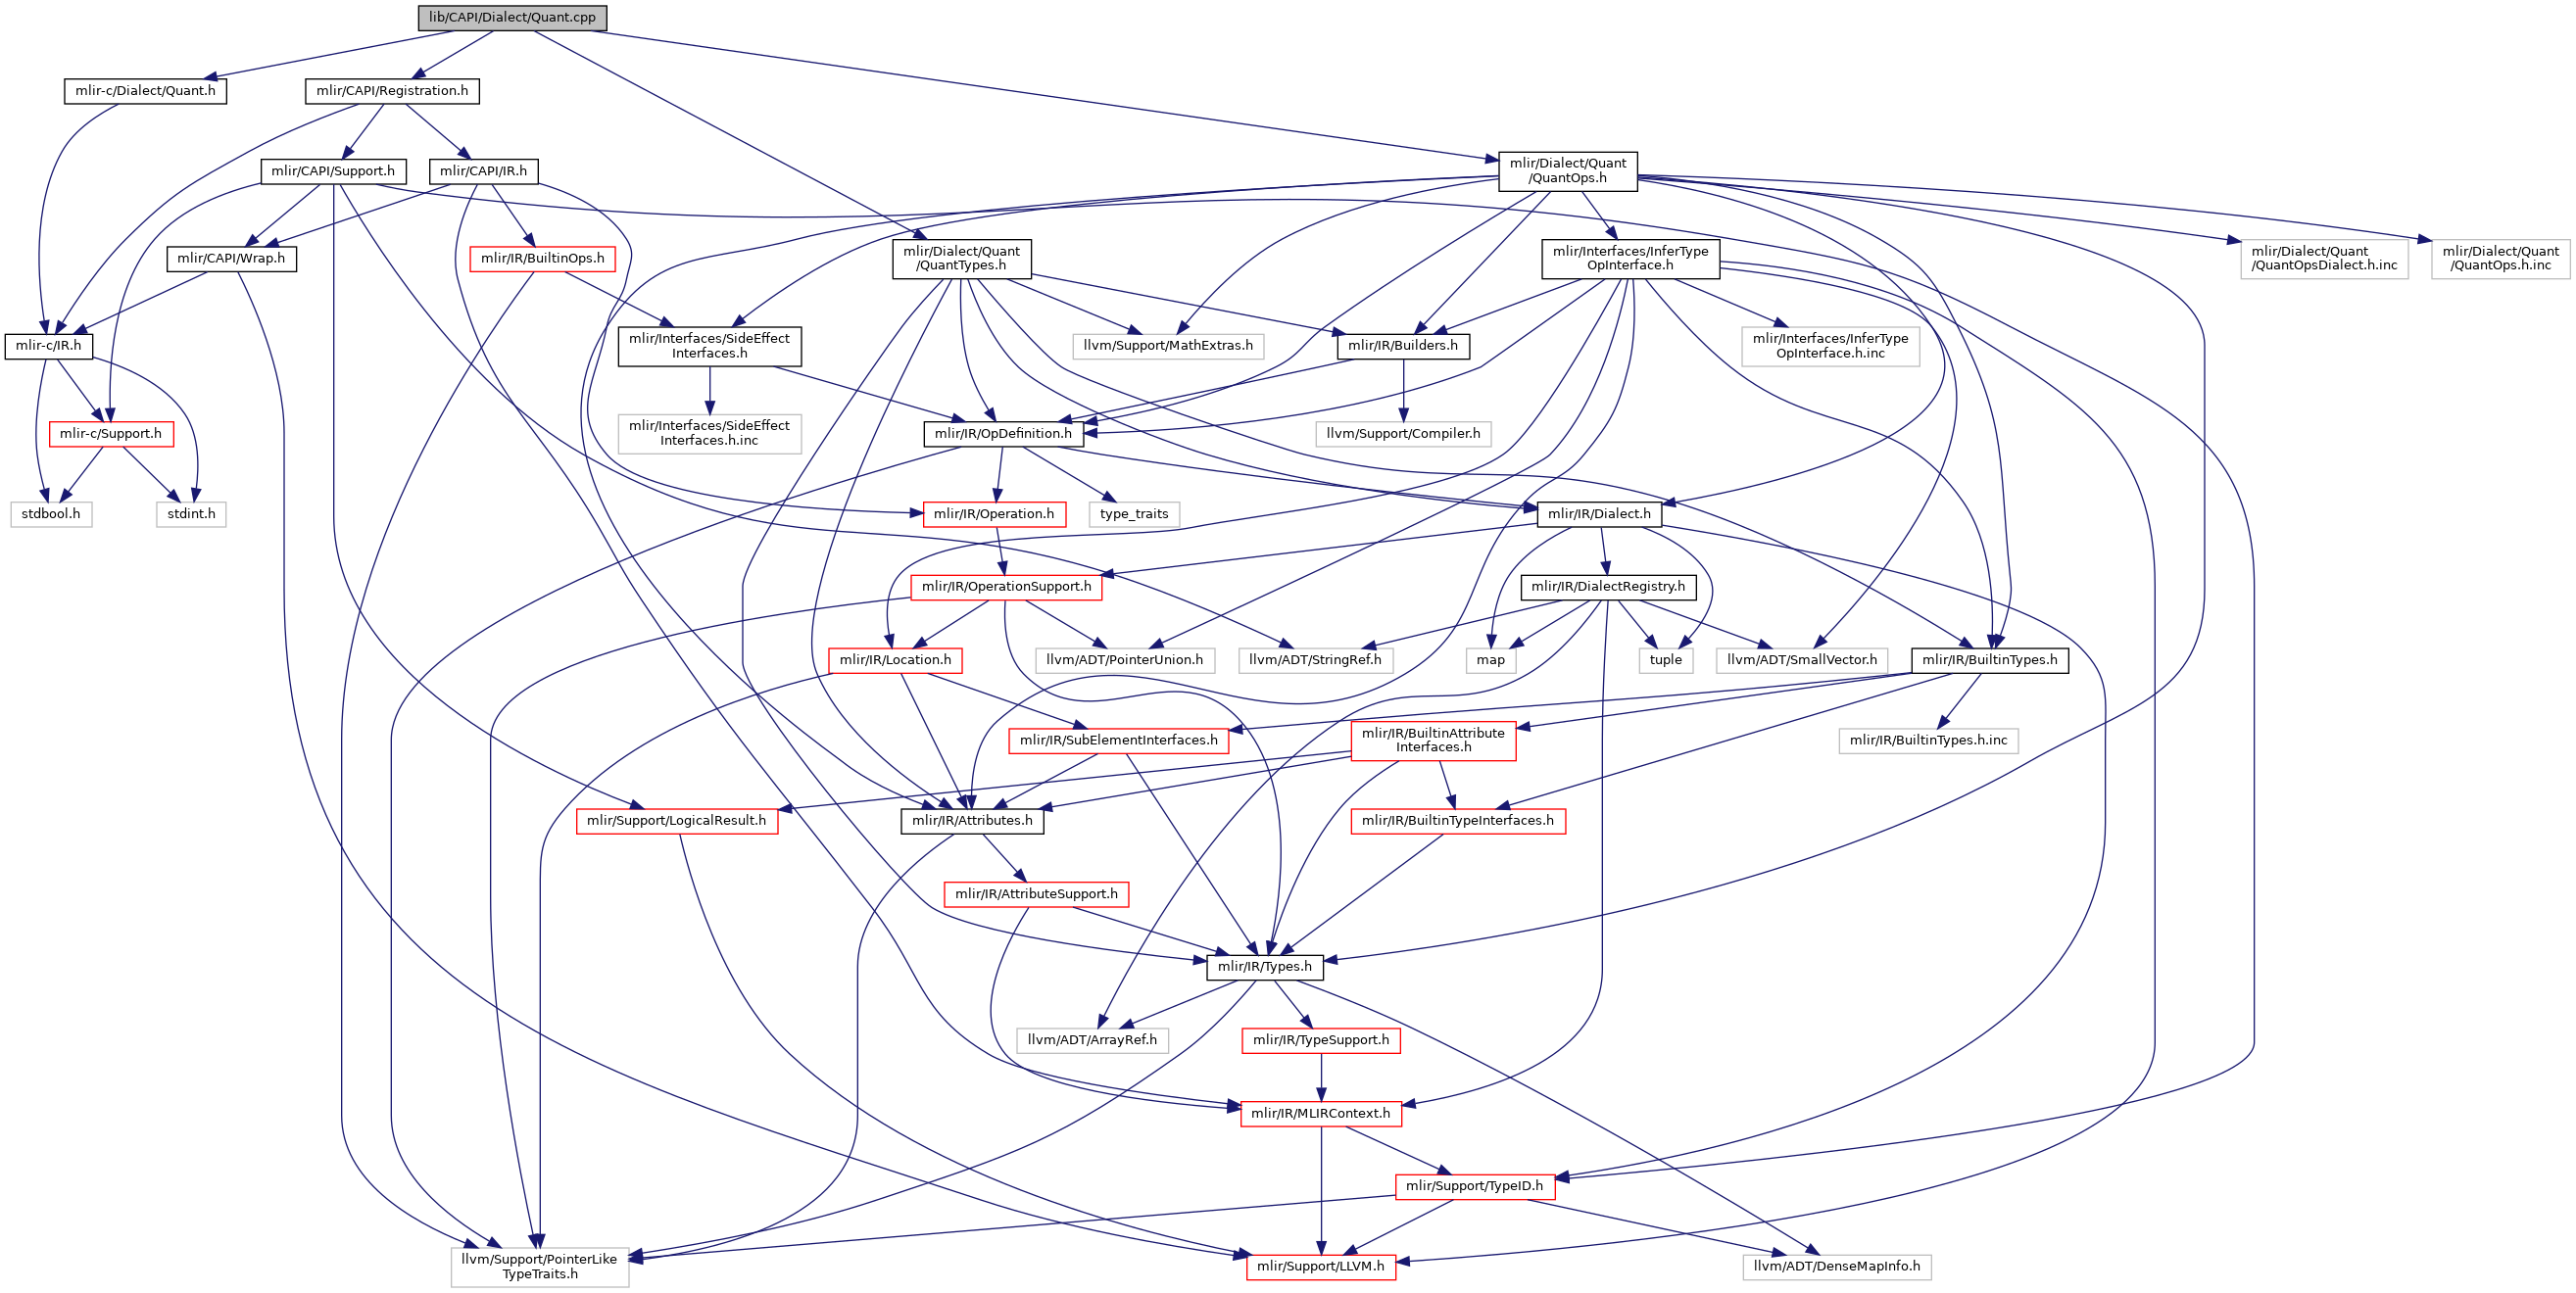 lib/CAPI/Dialect/Quant.cpp
mlir-c/Dialect/Quant.h
mlir/CAPI/Registration.h
mlir/CAPI/Support.h
mlir/CAPI/IR.h
mlir/Dialect/Quant
/QuantOps.h
mlir/CAPI/Wrap.h
mlir/IR/BuiltinOps.h
mlir/Dialect/Quant
/QuantTypes.h
mlir/Interfaces/InferType
OpInterface.h
mlir/Dialect/Quant
/QuantOpsDialect.h.inc
mlir/Dialect/Quant
/QuantOps.h.inc
mlir-c/IR.h
mlir/Interfaces/SideEffect
Interfaces.h
llvm/Support/MathExtras.h
mlir/IR/Builders.h
mlir/Interfaces/InferType
OpInterface.h.inc
mlir-c/Support.h
mlir/Interfaces/SideEffect
Interfaces.h.inc
mlir/IR/OpDefinition.h
llvm/Support/Compiler.h
stdbool.h
stdint.h
mlir/IR/Operation.h
type_traits
mlir/IR/Dialect.h
mlir/IR/OperationSupport.h
mlir/IR/DialectRegistry.h
mlir/IR/Location.h
llvm/ADT/PointerUnion.h
llvm/ADT/StringRef.h
map
tuple
llvm/ADT/SmallVector.h
mlir/IR/BuiltinTypes.h
mlir/IR/SubElementInterfaces.h
mlir/IR/BuiltinAttribute
Interfaces.h
mlir/IR/BuiltinTypes.h.inc
mlir/Support/LogicalResult.h
mlir/IR/Attributes.h
mlir/IR/BuiltinTypeInterfaces.h
mlir/IR/AttributeSupport.h
mlir/IR/Types.h
llvm/ADT/ArrayRef.h
mlir/IR/TypeSupport.h
mlir/IR/MLIRContext.h
mlir/Support/TypeID.h
llvm/Support/PointerLike
TypeTraits.h
mlir/Support/LLVM.h
llvm/ADT/DenseMapInfo.h